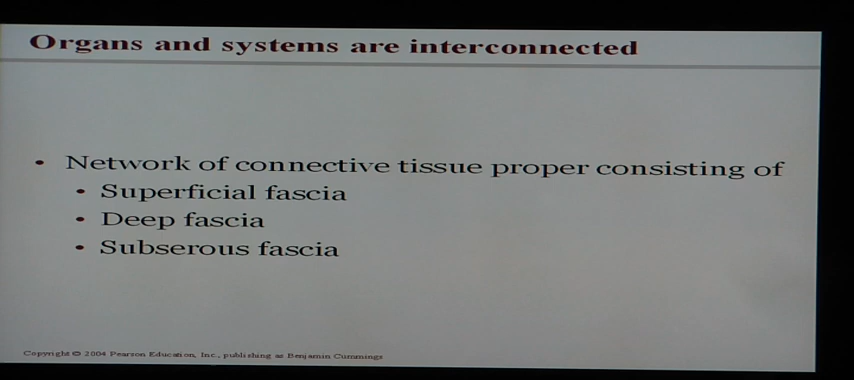 Organs and systems are interconnected
• Network of connective tissue proper consisting of
• Superficial fascia
• Deep fascia
• Subserous fascia
Copyright © 2004 Pearson Education, Inc., publishing as Benjamin Cummings